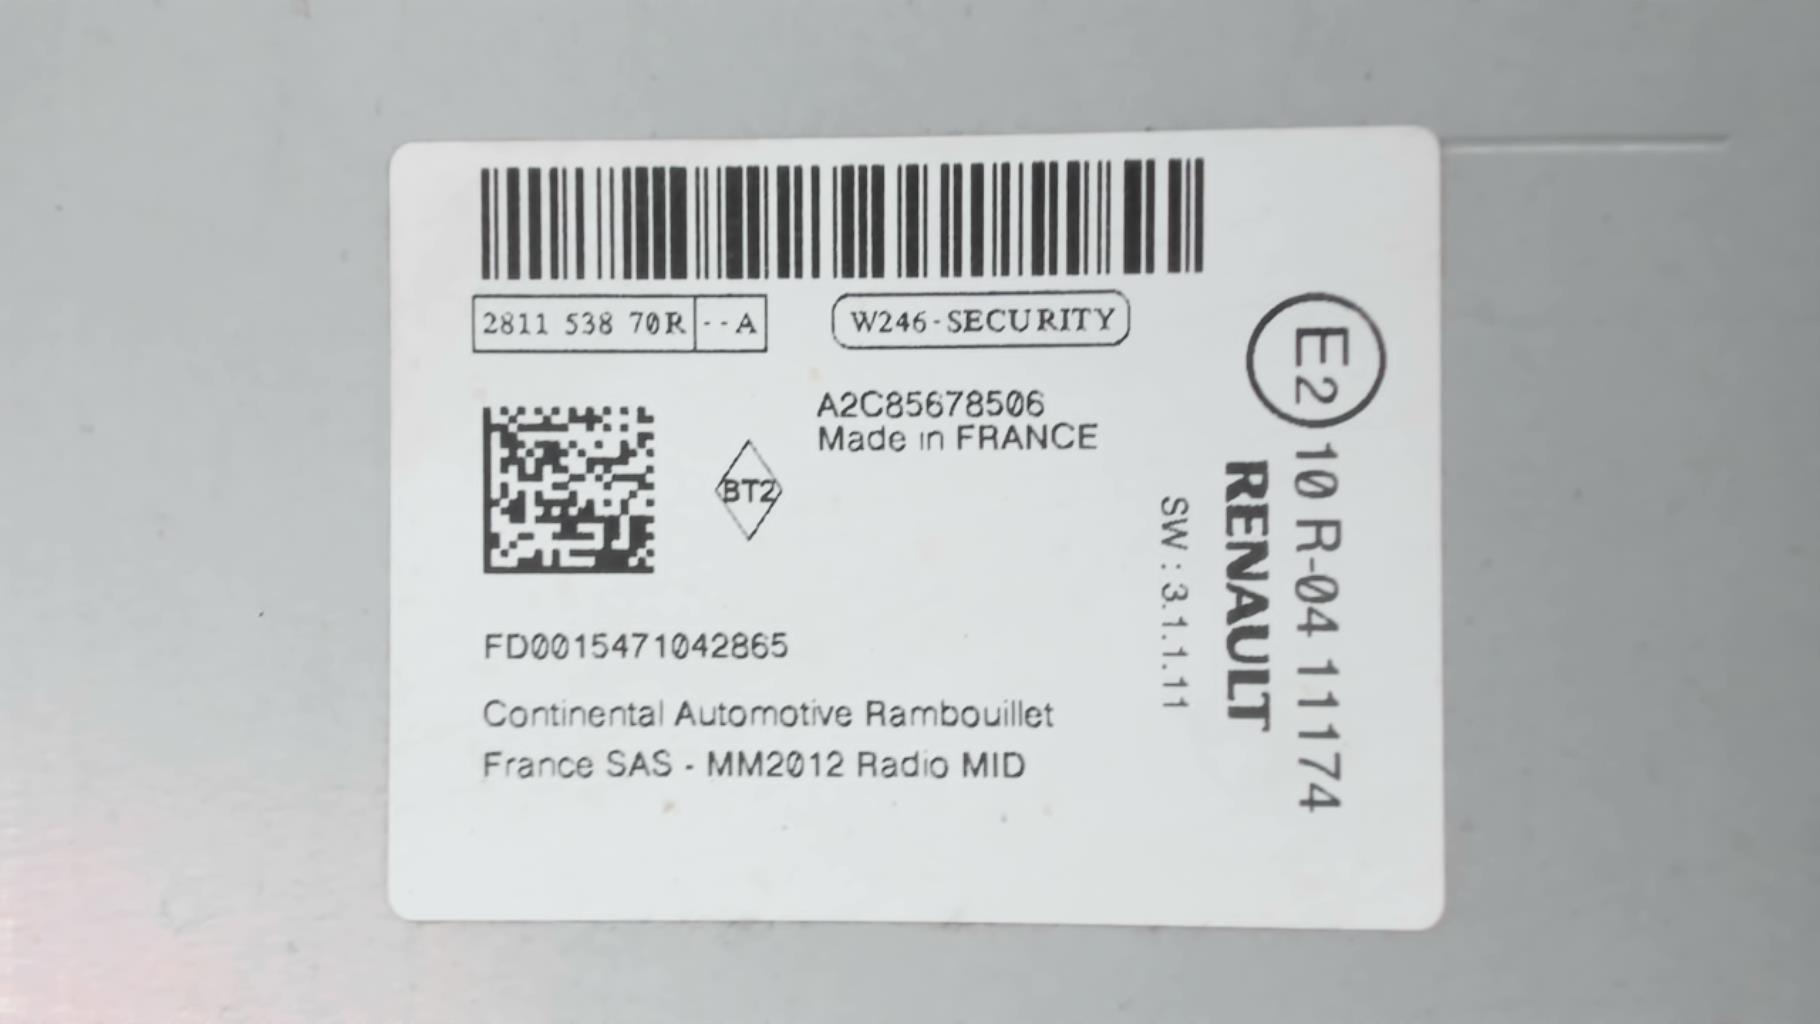 2811 538 70R --A
W246-SECURITY
A2C85678506
Made in FRANCE
BT2
FD0015471042865
Continental Automotive Rambouillet
France SAS - MM2012 Radio MID
SW : 3.1.1.11
RENAULT
E2 10 R-04 11174